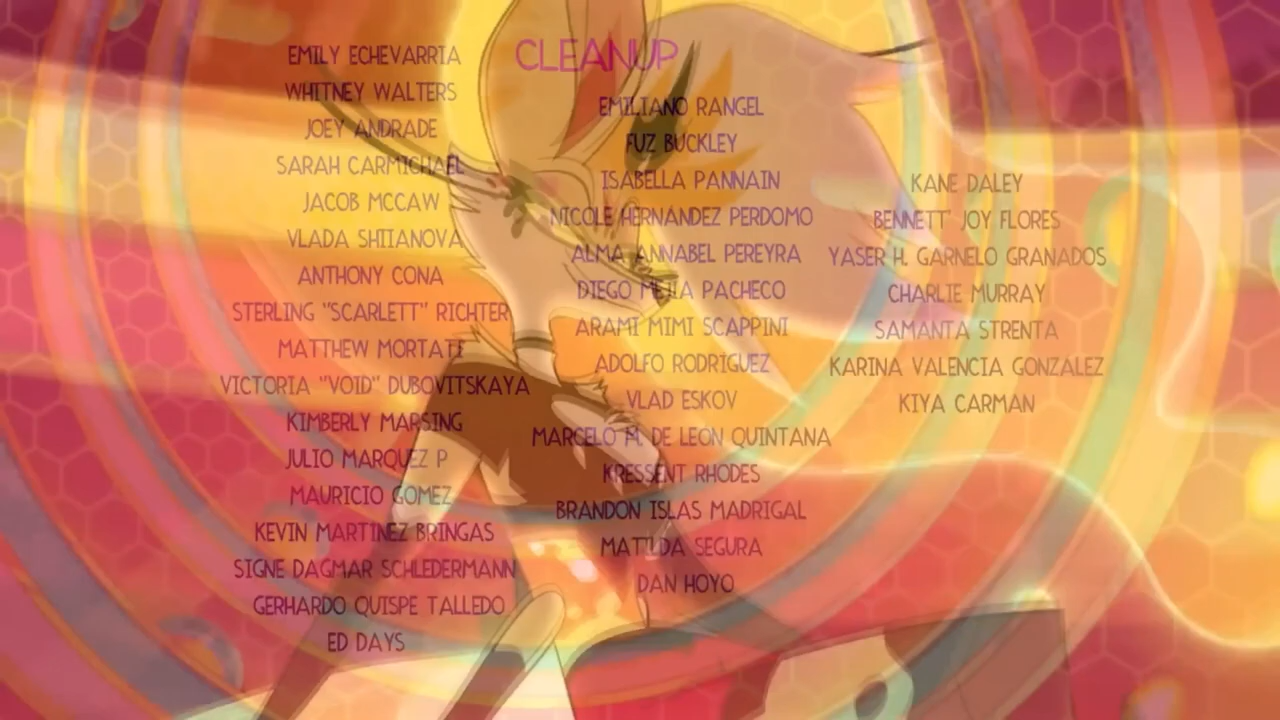 CLEANUP
EMILY ECHEVARRIA
WHITNEY WALTERS
JOEY ANDRADE
SARAH CARMICHAEL
JACOB MCCAW
VLADA SHIIANOVA
ANTHONY CONA
STERLING "SCARLETT" RICHTER
MATTHEW MORTATE
VICTORIA "VOID" DUBOVITSKAYA
KIMBERLY MARSING
JULIO MARQUEZ P
MAURICIO GOMEZ
KEVIN MARTINEZ BRINGAS
SIGNE DAGMAR SCHLEDERMANN
GERHARDO QUISPE TALLEDO
ED DAYS
EMILIANO RANGEL
FUZ BUCKLEY
ISABELLA PANNAIN
NICOLE HERNÁNDEZ PERDOMO
ALMA ANNABEL PEREYRA
DIEGO MEJIA PACHECO
ARAMI MIMI SCAPPINI
ADOLFO RODRÍGUEZ
VLAD ESKOV
MARCELO M. DE LEON QUINTANA
KRESSENT RHODES
BRANDON ISLAS MADRIGAL
MATILDA SEGURA
DAN HOYO
KANE DALEY
BENNETT' JOY FLORES
YASER H. GARNELO GRANADOS
CHARLIE MURRAY
SAMANTA STRENTA
KARINA VALENCIA GONZÁLEZ
KIYA CARMAN